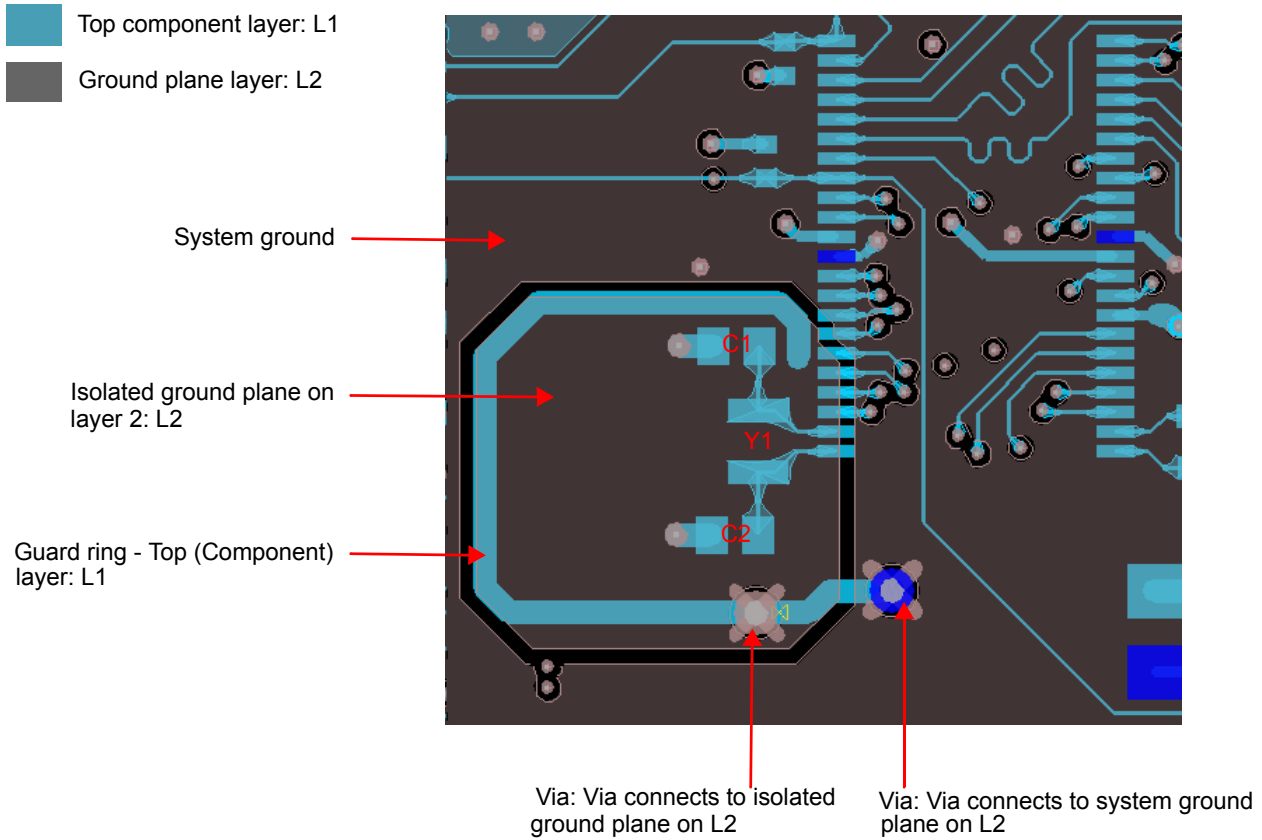 Top component layer: L1
Ground plane layer: L2
System ground
C1
Isolated ground plane on
layer 2: L2
Y1
C2
Guard ring - Top (Component)
layer: L1
Via: Via connects to isolated
ground plane on L2
Via: Via connects to system ground
plane on L2